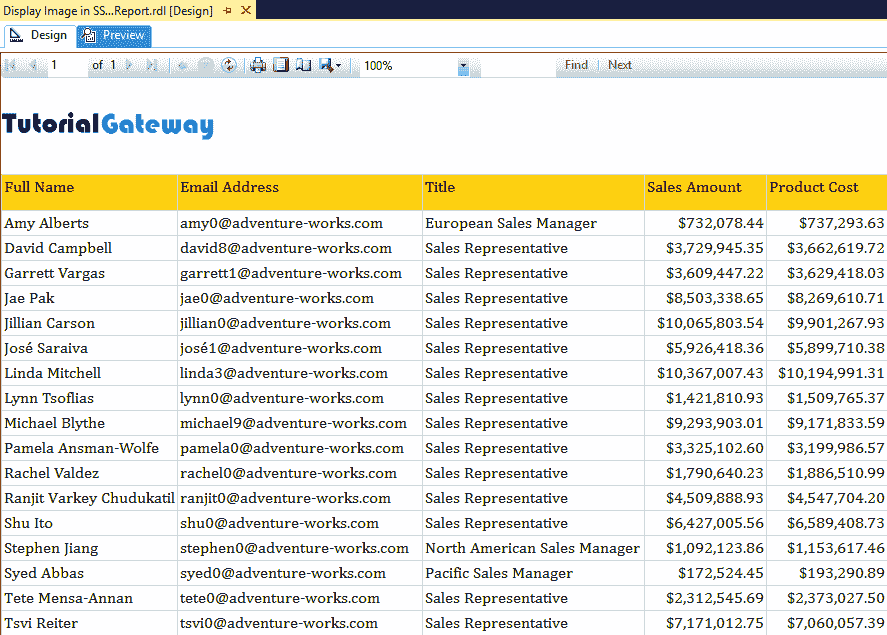 Display Image in SS...Report.rdl [Design]
Design Preview
1 of 1 100% Find | Next
TutorialGateway
Full Name Email Address Title Sales Amount Product Cost
Amy Alberts amy0@adventure-works.com European Sales Manager $732,078.44 $737,293.63
David Campbell david8@adventure-works.com Sales Representative $3,729,945.35 $3,662,619.72
Garrett Vargas garrett1@adventure-works.com Sales Representative $3,609,447.22 $3,629,418.03
Jae Pak jae0@adventure-works.com Sales Representative $8,503,338.65 $8,269,610.71
Jillian Carson jillian0@adventure-works.com Sales Representative $10,065,803.54 $9,901,267.93
José Saraiva josé1@adventure-works.com Sales Representative $5,926,418.36 $5,899,710.38
Linda Mitchell linda3@adventure-works.com Sales Representative $10,367,007.43 $10,194,991.31
Lynn Tsoflias lynn0@adventure-works.com Sales Representative $1,421,810.93 $1,509,765.37
Michael Blythe michael9@adventure-works.com Sales Representative $9,293,903.01 $9,171,833.59
Pamela Ansman-Wolfe pamela0@adventure-works.com Sales Representative $3,325,102.60 $3,199,986.57
Rachel Valdez rachel0@adventure-works.com Sales Representative $1,790,640.23 $1,886,510.99
Ranjit Varkey Chudukatil ranjit0@adventure-works.com Sales Representative $4,509,888.93 $4,547,704.20
Shu Ito shu0@adventure-works.com Sales Representative $6,427,005.56 $6,589,408.73
Stephen Jiang stephen0@adventure-works.com North American Sales Manager $1,092,123.86 $1,153,617.46
Syed Abbas syed0@adventure-works.com Pacific Sales Manager $172,524.45 $193,290.89
Tete Mensa-Annan tete0@adventure-works.com Sales Representative $2,312,545.69 $2,373,027.50
Tsvi Reiter tsvi0@adventure-works.com Sales Representative $7,171,012.75 $7,060,057.39